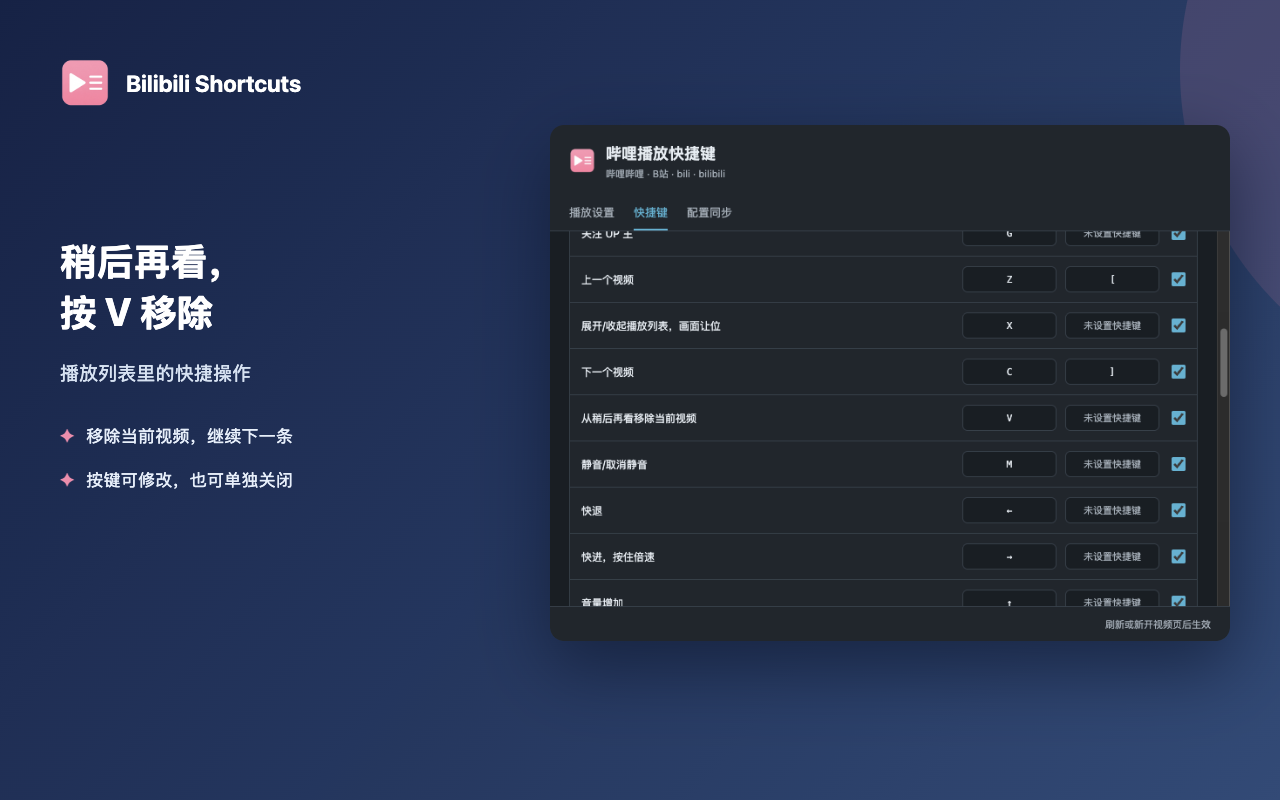 Bilibili Shortcuts
稍后再看，
按 V 移除
播放列表里的快捷操作
移除当前视频，继续下一条
按键可修改，也可单独关闭
哔哩播放快捷键
哔哩哔哩 · B站 · bili · bilibili
播放设置 快捷键 配置同步
关注 UP 主 G 未设置快捷键
上一个视频 Z [
展开/收起播放列表，画面让位 X 未设置快捷键
下一个视频 C ]
从稍后再看移除当前视频 V 未设置快捷键
静音/取消静音 M 未设置快捷键
快退 ← 未设置快捷键
快进，按住倍速 → 未设置快捷键
音量增加 ↑ 未设置快捷键
刷新或新开视频页后生效